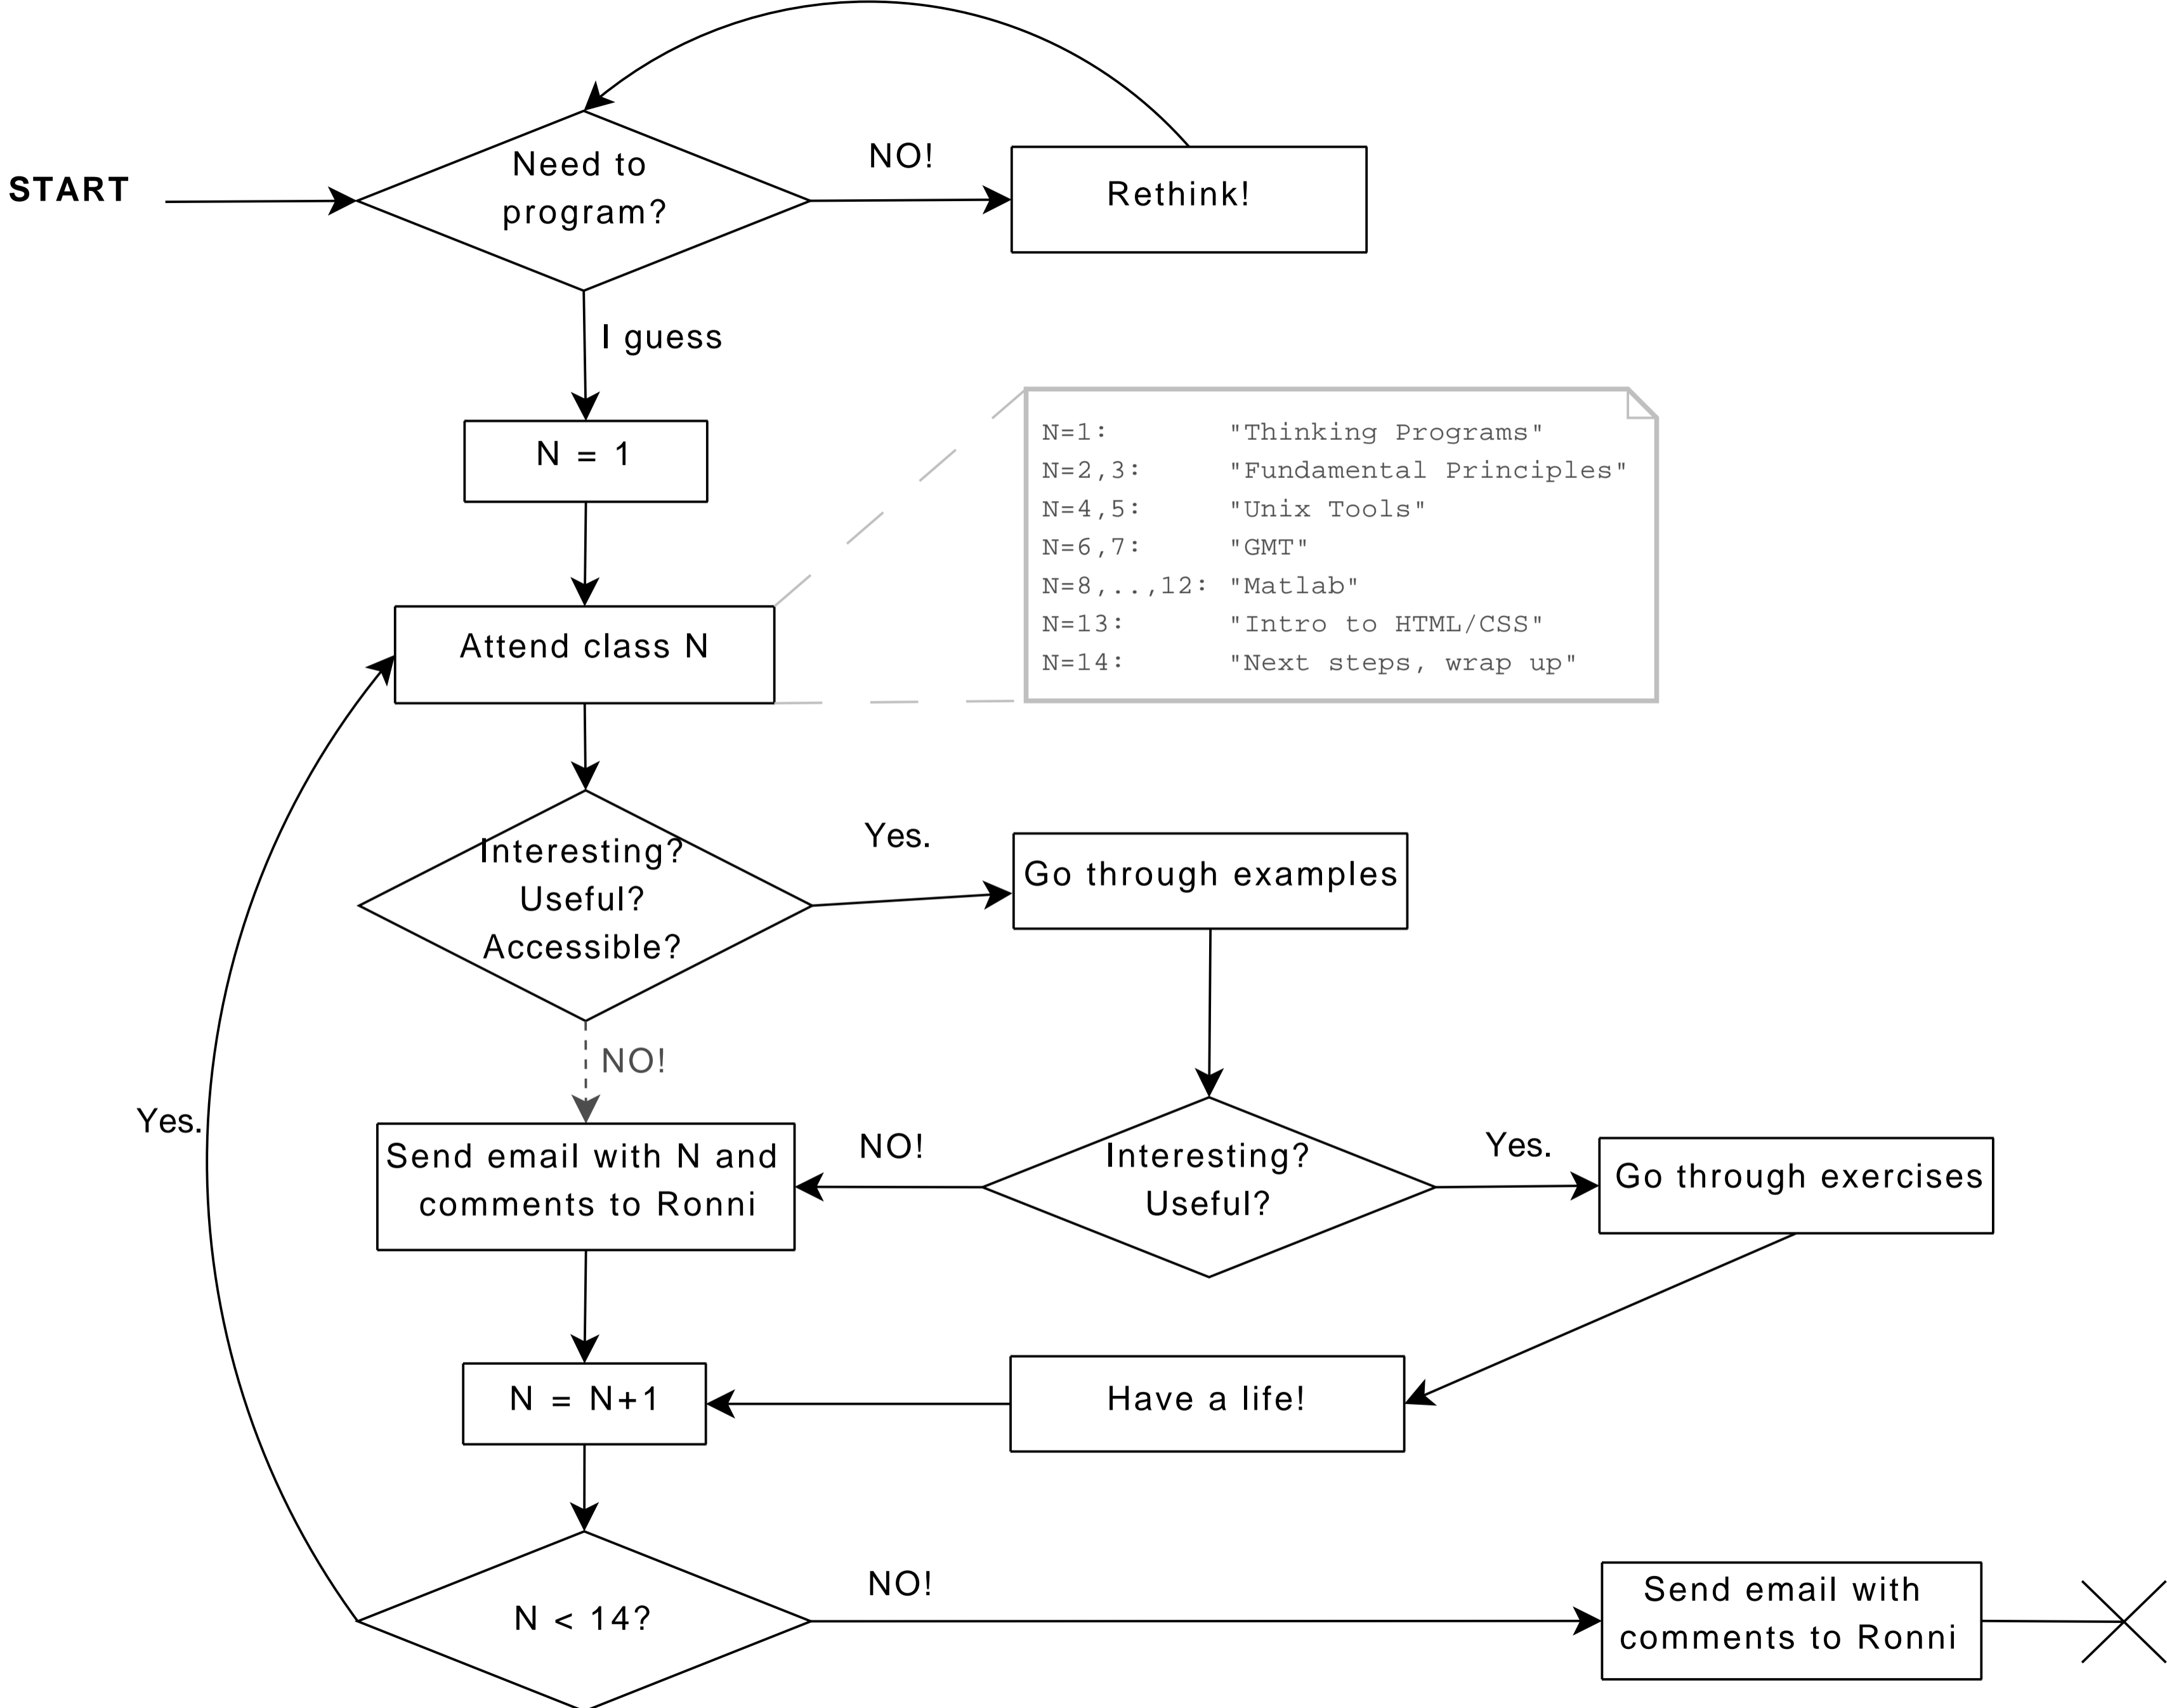 START
Need to
program?
NO!
Rethink!
I guess
N = 1
N=1: "Thinking Programs"
N=2,3: "Fundamental Principles"
N=4,5: "Unix Tools"
N=6,7: "GMT"
N=8,..,12: "Matlab"
N=13: "Intro to HTML/CSS"
N=14: "Next steps, wrap up"
Attend class N
Interesting?
Useful?
Accessible?
Yes.
Go through examples
NO!
Yes.
Send email with N and
comments to Ronni
NO!
Interesting?
Useful?
Yes.
Go through exercises
N = N+1
Have a life!
N < 14?
NO!
Send email with
comments to Ronni